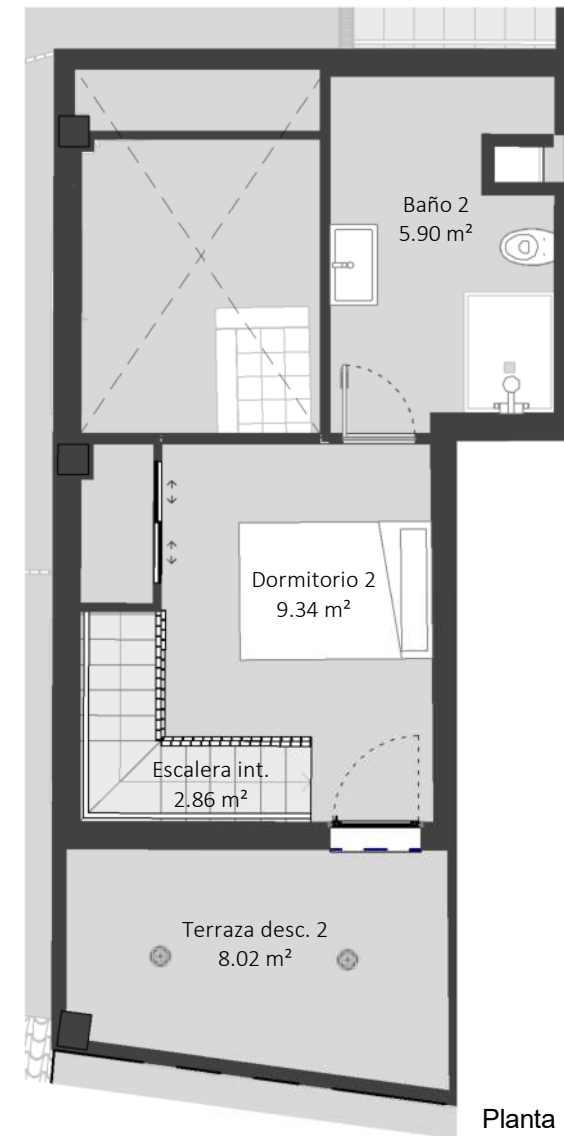 Baño 2
5.90 m²
Dormitorio 2
9.34 m²
Escalera int.
2.86 m²
Terraza desc. 2
8.02 m²
Planta